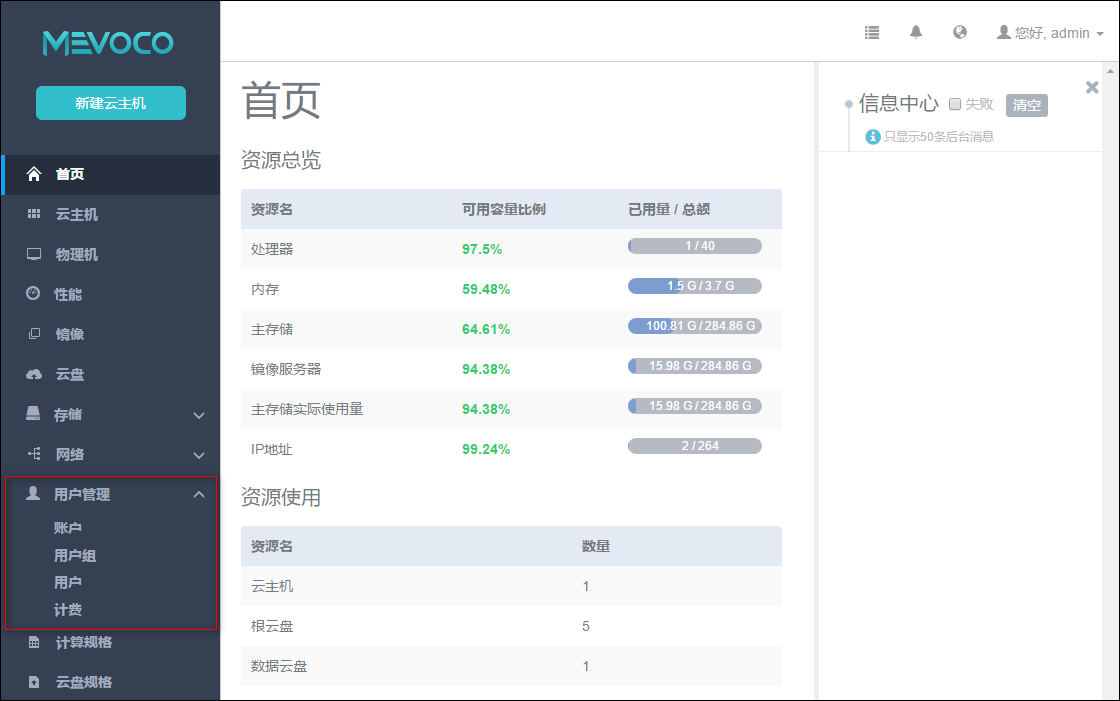 MEVOCO
新建云主机
首页
云主机
物理机
性能
镜像
云盘
存储
网络
用户管理
账户
用户组
用户
计费
计算规格
云盘规格
您好, admin
首页
资源总览
资源名 可用容量比例 已用量 / 总额
处理器 97.5% 1 / 40
内存 59.48% 1.5 G / 3.7 G
主存储 64.61% 100.81 G / 284.86 G
镜像服务器 94.38% 15.98 G / 284.86 G
主存储实际使用量 94.38% 15.98 G / 284.86 G
IP地址 99.24% 2 / 264
资源使用
资源名 数量
云主机 1
根云盘 5
数据云盘 1
信息中心 失败 清空
只显示50条后台消息